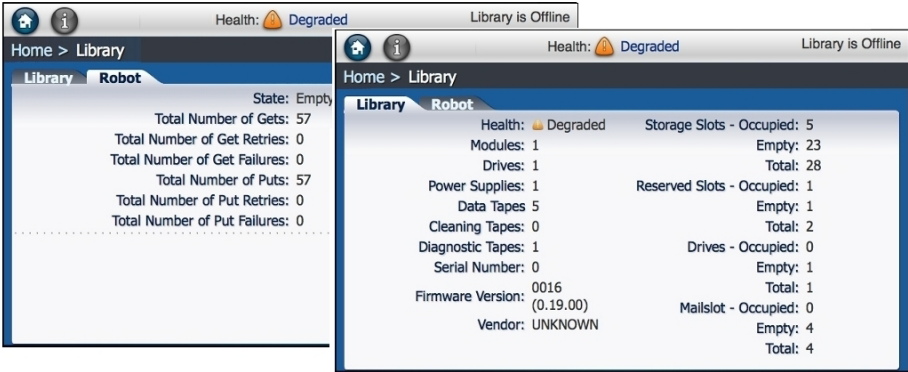 Health: Degraded
Library is Offline
Home > Library
Library Robot
State: Empty
Total Number of Gets: 57
Total Number of Get Retries: 0
Total Number of Get Failures: 0
Total Number of Puts: 57
Total Number of Put Retries: 0
Total Number of Put Failures: 0
Health: Degraded
Library is Offline
Home > Library
Library Robot
Health: Degraded
Modules: 1
Drives: 1
Power Supplies: 1
Data Tapes 5
Cleaning Tapes: 0
Diagnostic Tapes: 1
Serial Number: 0
Firmware Version: 0016
(0.19.00)
Vendor: UNKNOWN
Storage Slots - Occupied: 5
Empty: 23
Total: 28
Reserved Slots - Occupied: 1
Empty: 1
Total: 2
Drives - Occupied: 0
Empty: 1
Total: 1
Mailslot - Occupied: 0
Empty: 4
Total: 4